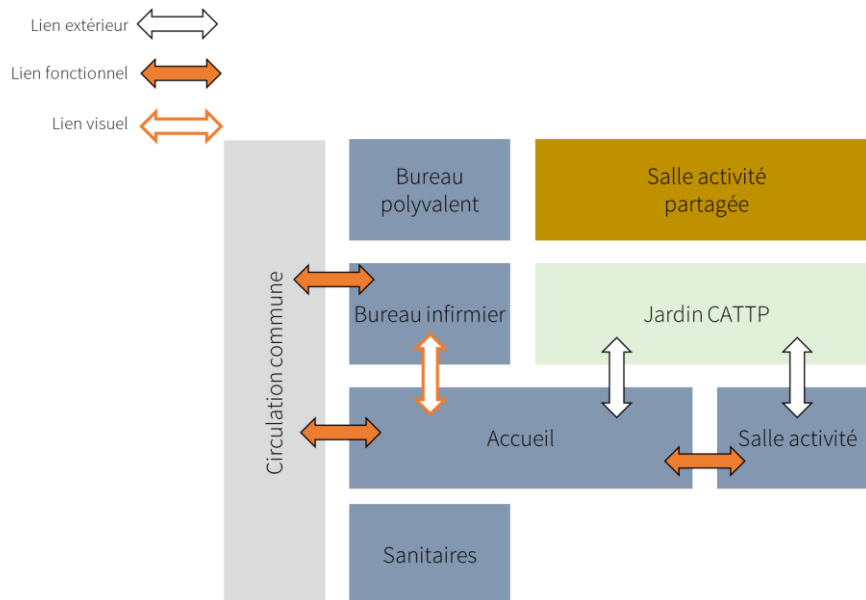 Lien extérieur
Lien fonctionnel
Lien visuel
Circulation commune
Bureau
polyvalent
Salle activité
partagée
Bureau infirmier
Jardin CATTP
Accueil
Salle activité
Sanitaires